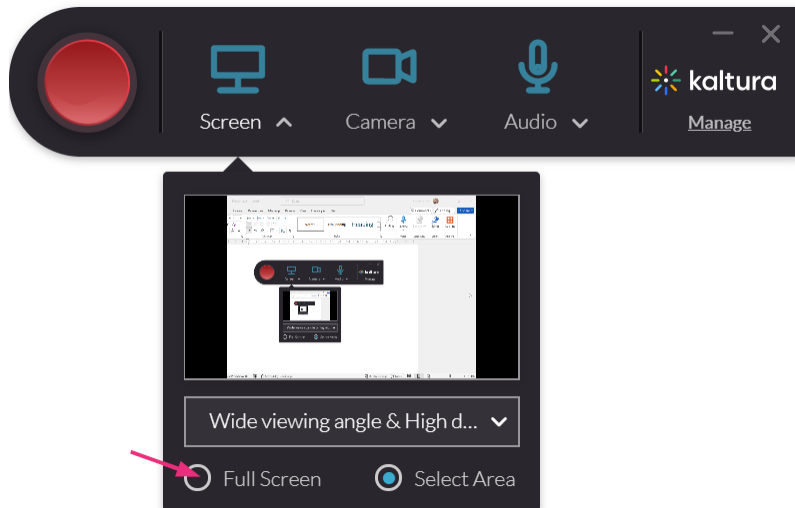 kaltura
Screen Camera Audio Manage
Wide viewing angle & High d...
Full Screen Select Area